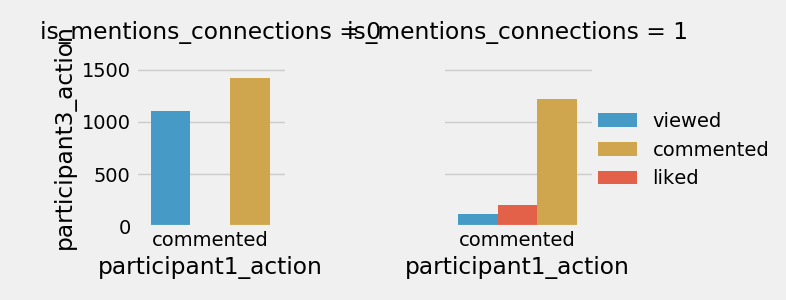 is_mentions_connections = 0
is_mentions_connections = 1
participant3_action
1500
1000
500
0
commented
commented
participant1_action
participant1_action
viewed
commented
liked